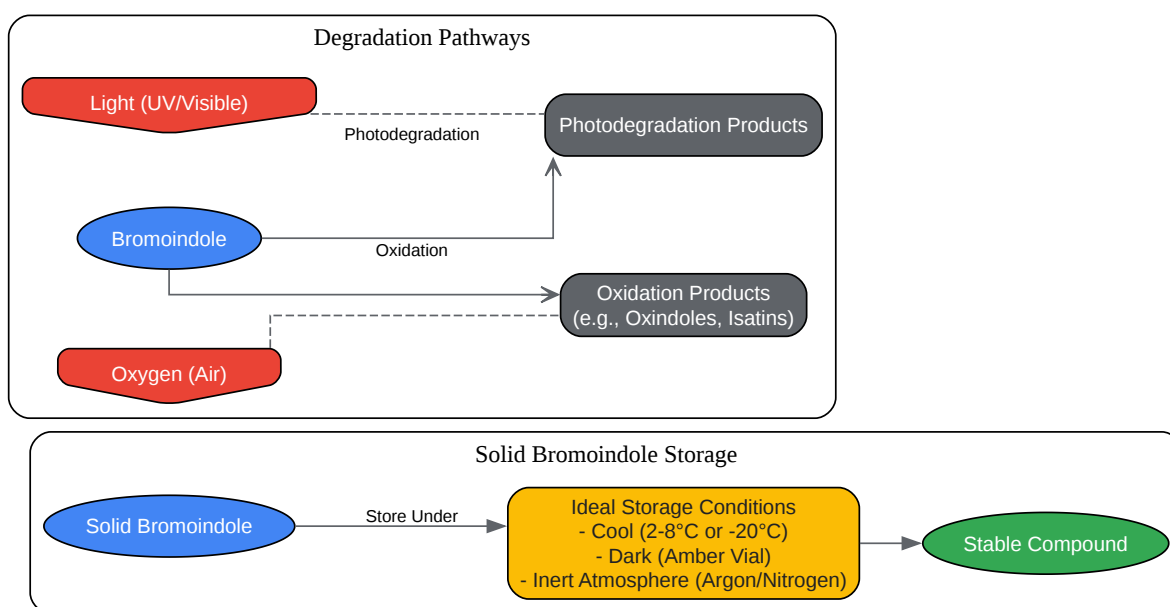 Degradation Pathways
Light (UV/Visible)
Photodegradation
Photodegradation Products
Bromoindole
Oxidation
Oxidation Products
(e.g., Oxindoles, Isatins)
Oxygen (Air)
Solid Bromoindole Storage
Solid Bromoindole
Store Under
Ideal Storage Conditions
- Cool (2-8°C or -20°C)
- Dark (Amber Vial)
- Inert Atmosphere (Argon/Nitrogen)
Stable Compound